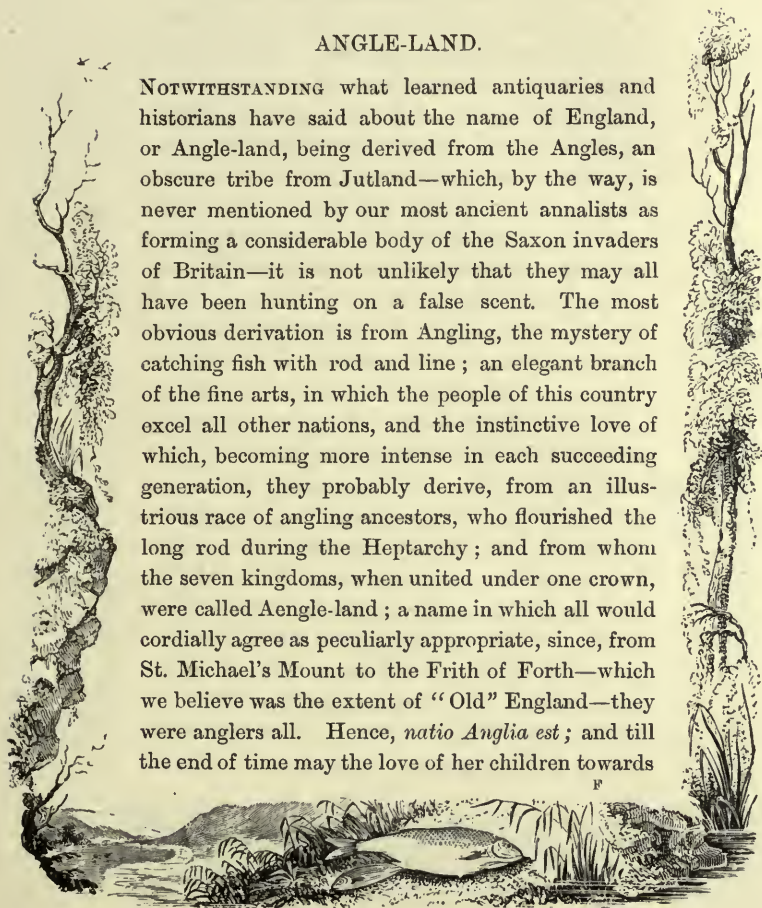 ANGLE-LAND.
NOTWITHSTANDING what learned antiquaries and
historians have said about the name of England,
or Angle-land, being derived from the Angles, an
obscure tribe from Jutland—which, by the way, is
never mentioned by our most ancient annalists as
forming a considerable body of the Saxon invaders
of Britain—it is not unlikely that they may all
have been hunting on a false scent. The most
obvious derivation is from Angling, the mystery of
catching fish with rod and line; an elegant branch
of the fine arts, in which the people of this country
excel all other nations, and the instinctive love of
which, becoming more intense in each succeeding
generation, they probably derive, from an illus-
trious race of angling ancestors, who flourished the
long rod during the Heptarchy; and from whom
the seven kingdoms, when united under one crown,
were called Aengle-land; a name in which all would
cordially agree as peculiarly appropriate, since, from
St. Michael's Mount to the Frith of Forth—which
we believe was the extent of "Old" England—they
were anglers all. Hence, natio Anglia est; and till
the end of time may the love of her children towards
F